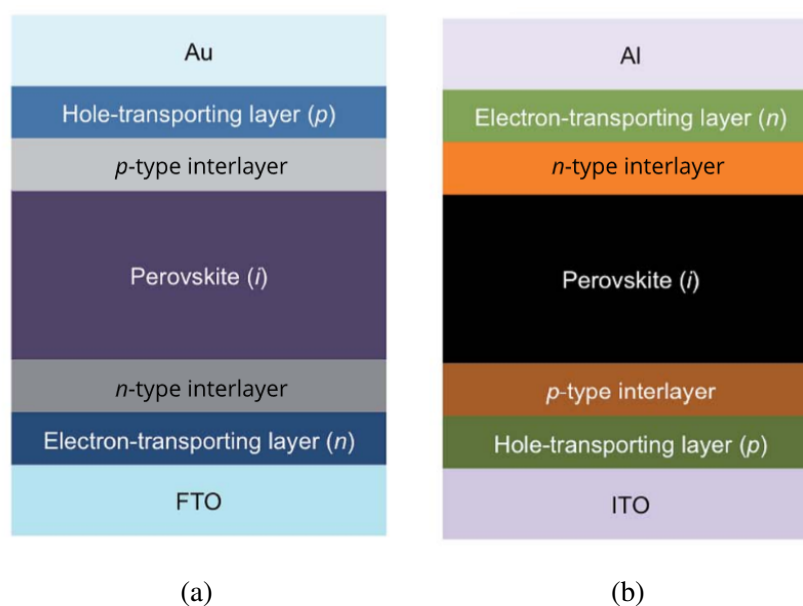 Au
Hole-transporting layer (p)
p-type interlayer
Perovskite (i)
n-type interlayer
Electron-transporting layer (n)
FTO
(a)
Al
Electron-transporting layer (n)
n-type interlayer
Perovskite (i)
p-type interlayer
Hole-transporting layer (p)
ITO
(b)